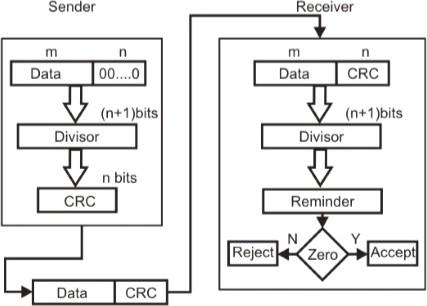 Sender
m n
Data 00....0
(n+1)bits
Divisor
n bits
CRC
Data CRC
Receiver
m n
Data CRC
(n+1)bits
Divisor
Reminder
N Y
Reject Zero Accept